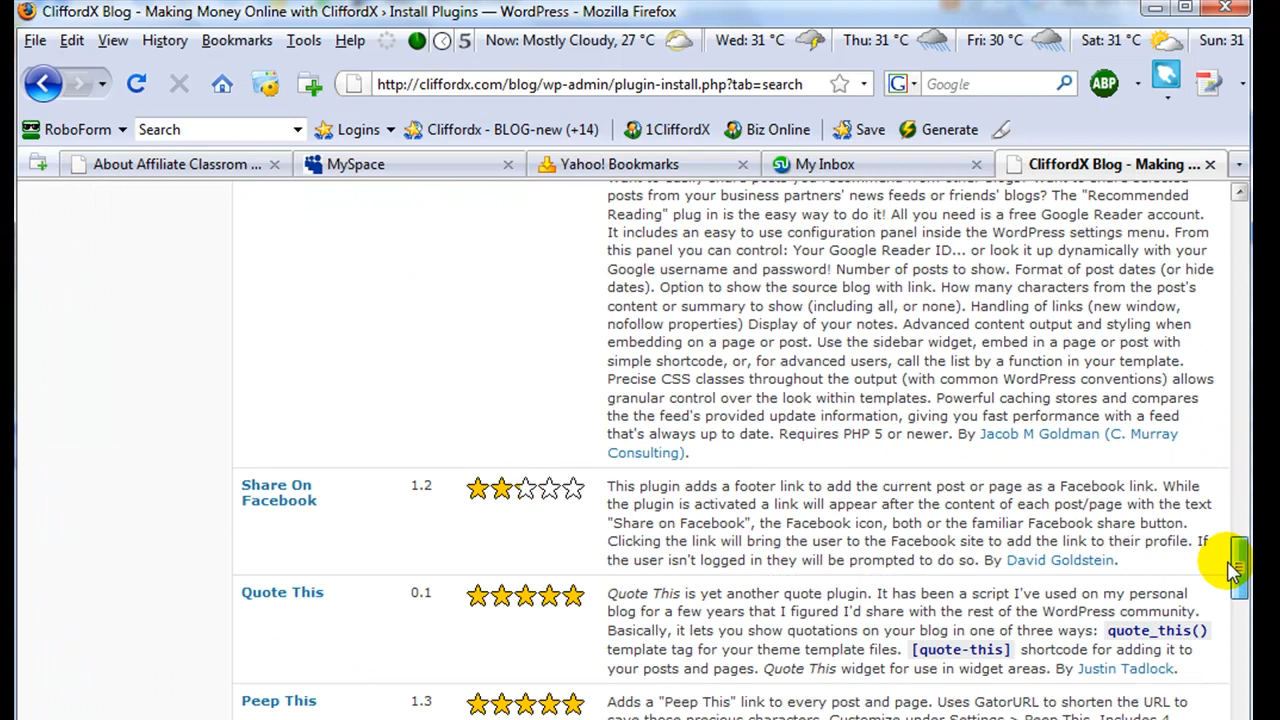 CliffordX Blog - Making Money Online with CliffordX › Install Plugins — WordPress - Mozilla Firefox
File Edit View History Bookmarks Tools Help 5 Now: Mostly Cloudy, 27 °C Wed: 31 °C Thu: 31 °C Fri: 30 °C Sat: 31 °C Sun: 31
http://cliffordx.com/blog/wp-admin/plugin-install.php?tab=search G Google ABP
RoboForm Search Logins Cliffordx - BLOG-new (+14) 1CliffordX Biz Online Save Generate
About Affiliate Classrom ... MySpace Yahoo! Bookmarks My Inbox CliffordX Blog - Making ...
posts from your business partners' news feeds or friends' blogs? The "Recommended
Reading" plug in is the easy way to do it! All you need is a free Google Reader account.
It includes an easy to use configuration panel inside the WordPress settings menu. From
this panel you can control: Your Google Reader ID... or look it up dynamically with your
Google username and password! Number of posts to show. Format of post dates (or hide
dates). Option to show the source blog with link. How many characters from the post's
content or summary to show (including all, or none). Handling of links (new window,
nofollow properties) Display of your notes. Advanced content output and styling when
embedding on a page or post. Use the sidebar widget, embed in a page or post with
simple shortcode, or, for advanced users, call the list by a function in your template.
Precise CSS classes throughout the output (with common WordPress conventions) allows
granular control over the look within templates. Powerful caching stores and compares
the the feed's provided update information, giving you fast performance with a feed
that's always up to date. Requires PHP 5 or newer. By Jacob M Goldman (C. Murray
Consulting).
Share On
Facebook
1.2
This plugin adds a footer link to add the current post or page as a Facebook link. While
the plugin is activated a link will appear after the content of each post/page with the text
"Share on Facebook", the Facebook icon, both or the familiar Facebook share button.
Clicking the link will bring the user to the Facebook site to add the link to their profile. If
the user isn't logged in they will be prompted to do so. By David Goldstein.
Quote This
0.1
Quote This is yet another quote plugin. It has been a script I've used on my personal
blog for a few years that I figured I'd share with the rest of the WordPress community.
Basically, it lets you show quotations on your blog in one of three ways: quote_this()
template tag for your theme template files. [quote-this] shortcode for adding it to
your posts and pages. Quote This widget for use in widget areas. By Justin Tadlock.
Peep This
1.3
Adds a "Peep This" link to every post and page. Uses GatorURL to shorten the URL to